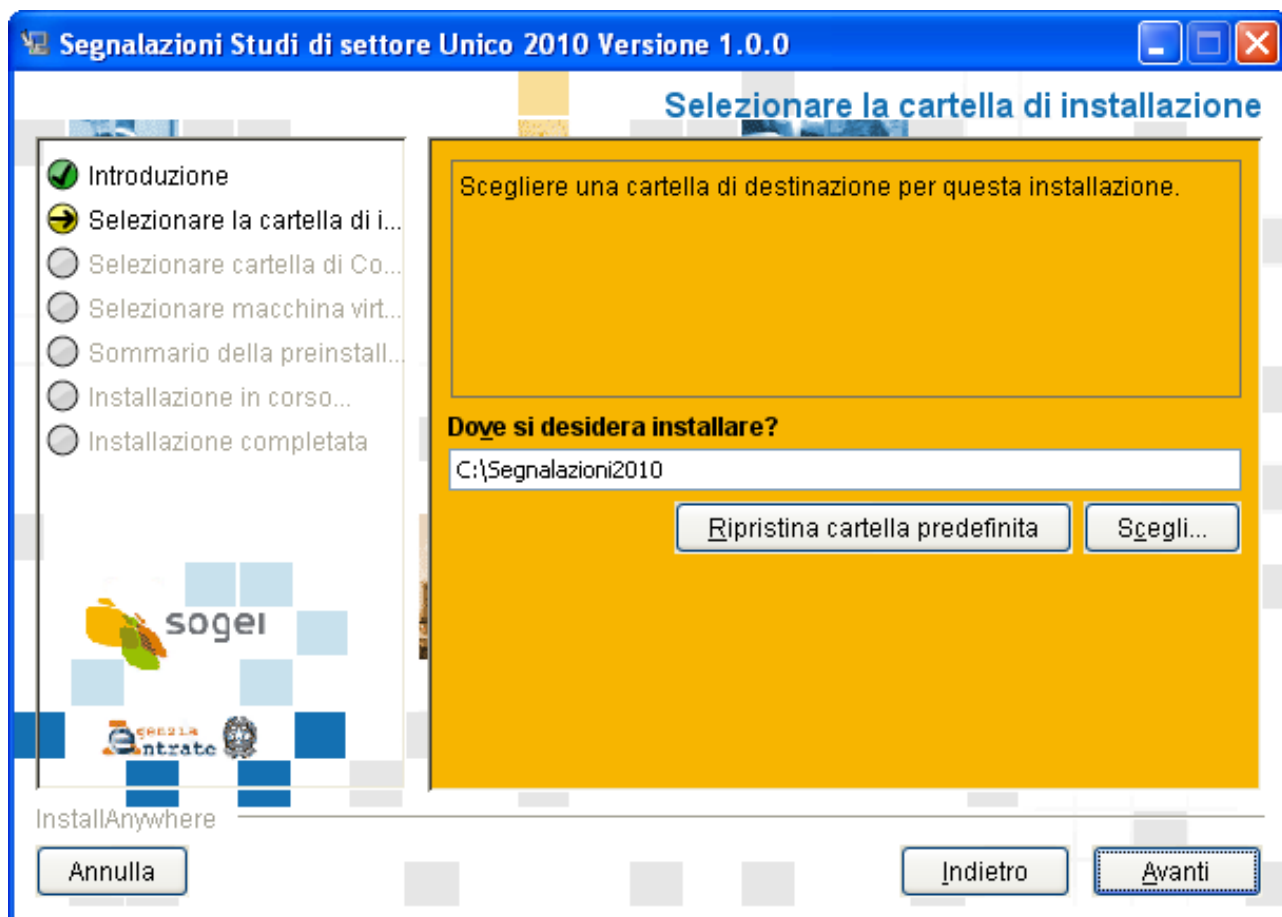 Segnalazioni Studi di settore Unico 2010 Versione 1.0.0
Selezionare la cartella di installazione
Introduzione
Selezionare la cartella di i...
Selezionare cartella di Co...
Selezionare macchina virt...
Sommario della preinstall...
Installazione in corso...
Installazione completata
sogei
genzia
ntrate
Scegliere una cartella di destinazione per questa installazione.
Dove si desidera installare?
C:\Segnalazioni2010
Ripristina cartella predefinita
Scegli...
InstallAnywhere
Annulla
Indietro
Avanti